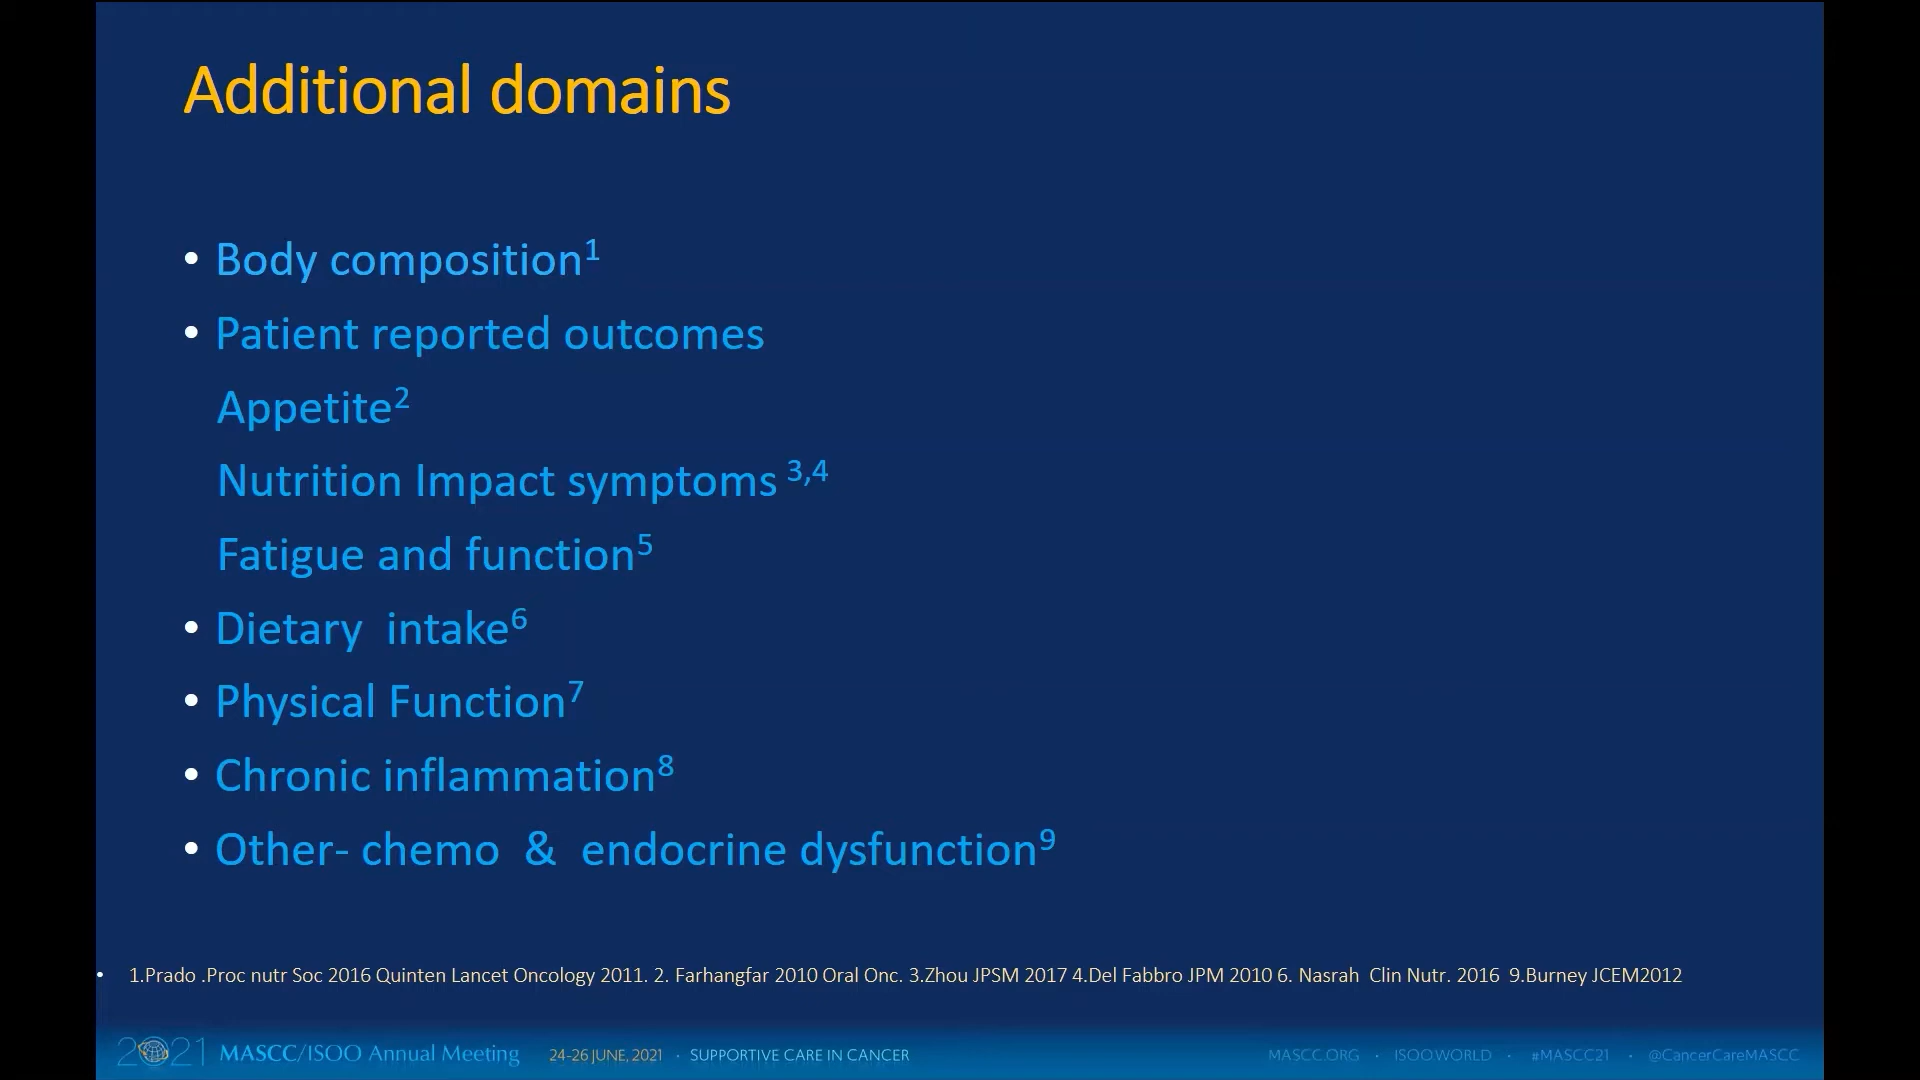 Additional domains
• Body composition¹
• Patient reported outcomes
Appetite²
Nutrition Impact symptoms ³,⁴
Fatigue and function⁵
• Dietary intake⁶
• Physical Function⁷
• Chronic inflammation⁸
• Other- chemo & endocrine dysfunction⁹
• 1.Prado .Proc nutr Soc 2016 Quinten Lancet Oncology 2011. 2. Farhangfar 2010 Oral Onc. 3.Zhou JPSM 2017 4.Del Fabbro JPM 2010 6. Nasrah Clin Nutr. 2016 9.Burney JCEM2012
2021 MASCC/ISOO Annual Meeting 24-26 JUNE, 2021 · SUPPORTIVE CARE IN CANCER MASCC.ORG · ISOOWORLD · #MASCC21 · @CancerCareMASCC